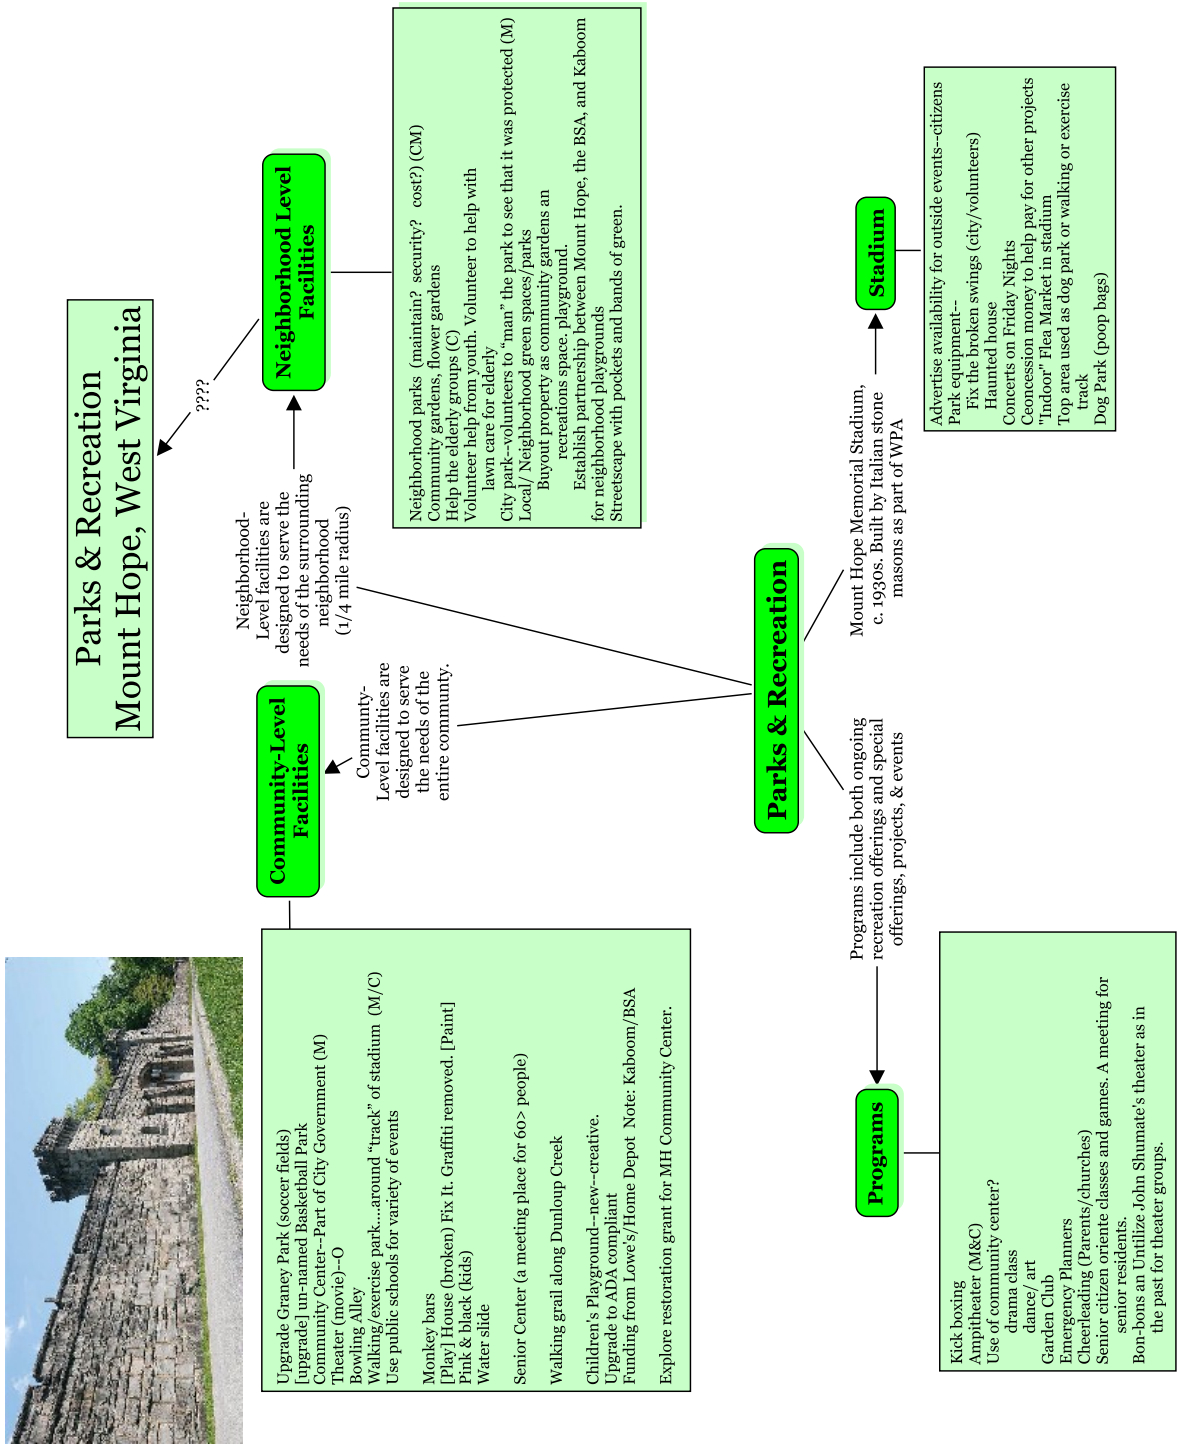 Parks & Recreation
Mount Hope, West Virginia
????
Neighborhood Level
Facilities
Neighborhood-
Level facilities are
designed to serve the
needs of the surrounding
neighborhood
(1/4 mile radius)
Neighborhood parks (maintain?  security?   cost?) (CM)
Community gardens, flower gardens
Help the elderly groups (C)
Volunteer help from youth. Volunteer to help with
lawn care for elderly
City park--volunteers to “man” the park to see that it was protected (M)
Local/ Neighborhood green spaces/parks
Buyout property as community gardens an
recreations space. playground.
Establish partnership between Mount Hope, the BSA, and Kaboom
for neighborhood playgrounds
Streetscape with pockets and bands of green.
Community-Level
Facilities
Community-
Level facilities are
designed to serve
the needs of the
entire community.
Upgrade Graney Park (soccer fields)
[upgrade] un-named Basketball Park
Community Center--Part of City Government (M)
Theater (movie)--O
Bowling Alley
Walking/exercise park....around “track” of stadium  (M/C)
Use public schools for variety of events
Monkey bars
[Play] House (broken) Fix It. Graffiti removed. [Paint]
Pink & black (kids)
Water slide
Senior Center (a meeting place for 60> people)
Walking grail along Dunloup Creek
Children's Playground--new--creative.
Upgrade to ADA compliant
Funding from Lowe's/Home Depot  Note: Kaboom/BSA
Explore restoration grant for MH Community Center.
Parks & Recreation
Programs include both ongoing
recreation offerings and special
offerings, projects, & events
Programs
Kick boxing
Ampitheater (M&C)
Use of community center?
drama class
dance/ art
Garden Club
Emergency Planners
Cheerleading (Parents/churches)
Senior citizen oriente classes and games. A meeting for
senior residents.
Bon-bons an Untilize John Shumate's theater as in
the past for theater groups.
Mount Hope Memorial Stadium,
c. 1930s. Built by Italian stone
masons as part of WPA
Stadium
Advertise availability for outside events--citizens
Park equipment--
Fix the broken swings (city/volunteers)
Haunted house
Concerts on Friday Nights
Ceoncession money to help pay for other projects
"Indoor" Flea Market in stadium
Top area used as dog park or walking or exercise
track
Dog Park (poop bags)